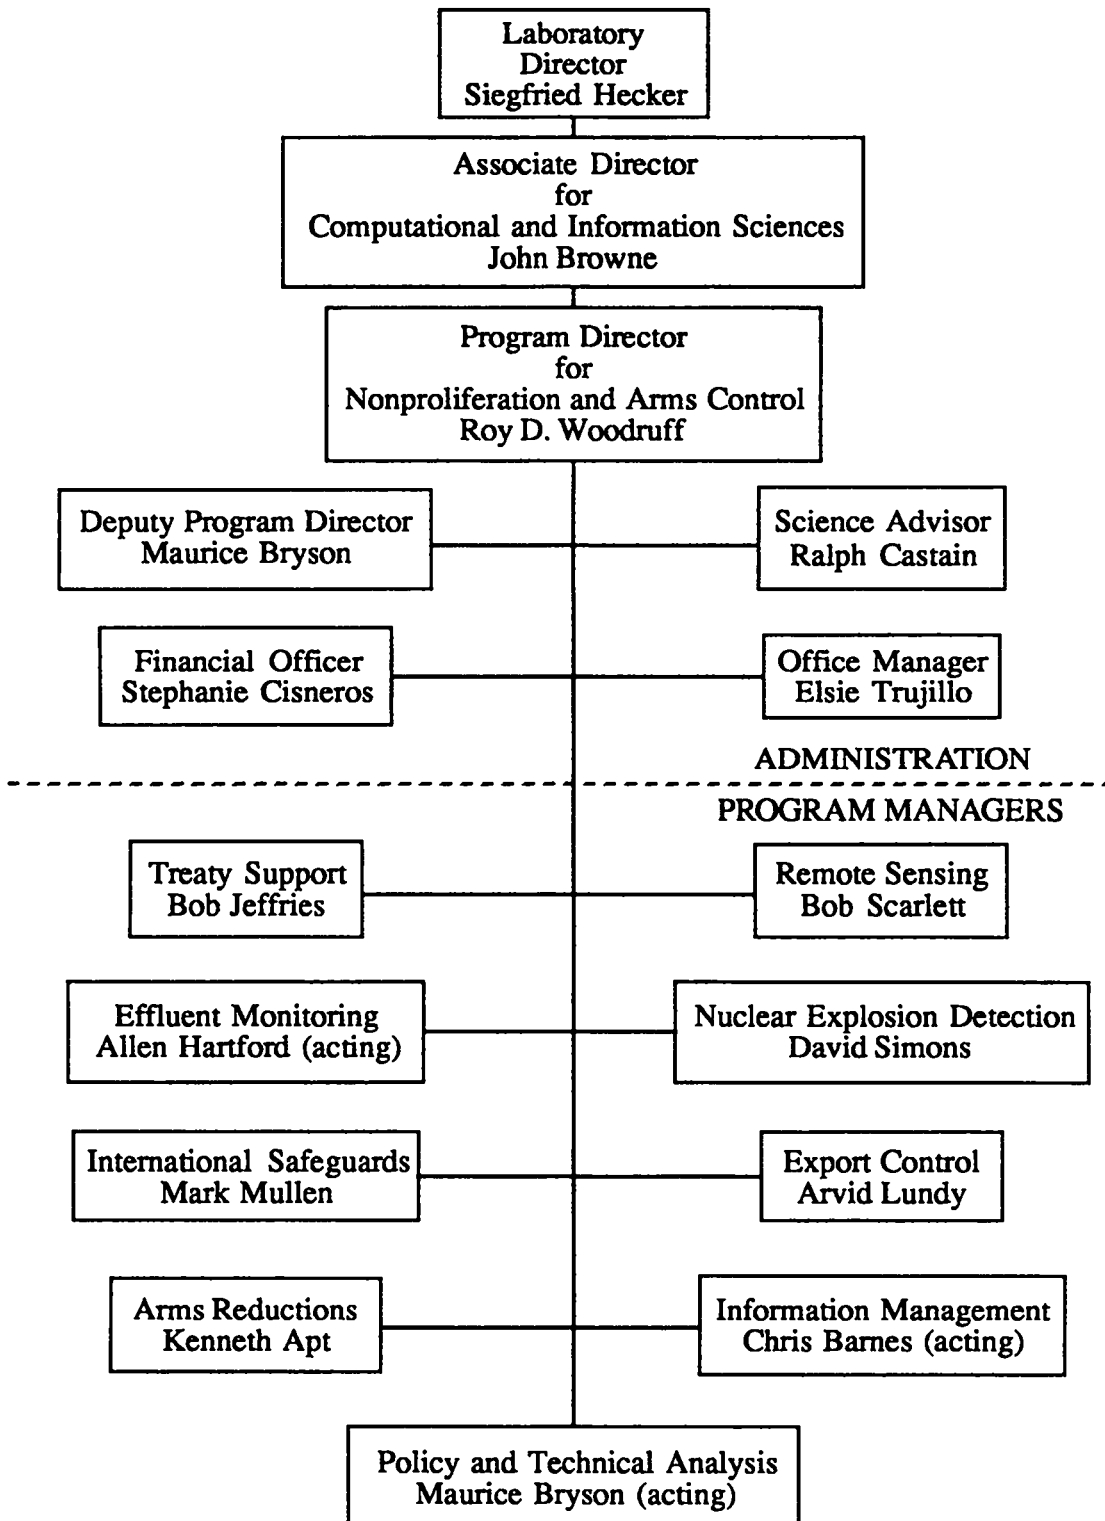 Laboratory
Director
Siegfried Hecker
Associate Director
for
Computational and Information Sciences
John Browne
Program Director
for
Nonproliferation and Arms Control
Roy D. Woodruff
Deputy Program Director
Maurice Bryson
Science Advisor
Ralph Castain
Financial Officer
Stephanie Cisneros
Office Manager
Elsie Trujillo
ADMINISTRATION
PROGRAM MANAGERS
Treaty Support
Bob Jeffries
Remote Sensing
Bob Scarlett
Effluent Monitoring
Allen Hartford (acting)
Nuclear Explosion Detection
David Simons
International Safeguards
Mark Mullen
Export Control
Arvid Lundy
Arms Reductions
Kenneth Apt
Information Management
Chris Barnes (acting)
Policy and Technical Analysis
Maurice Bryson (acting)